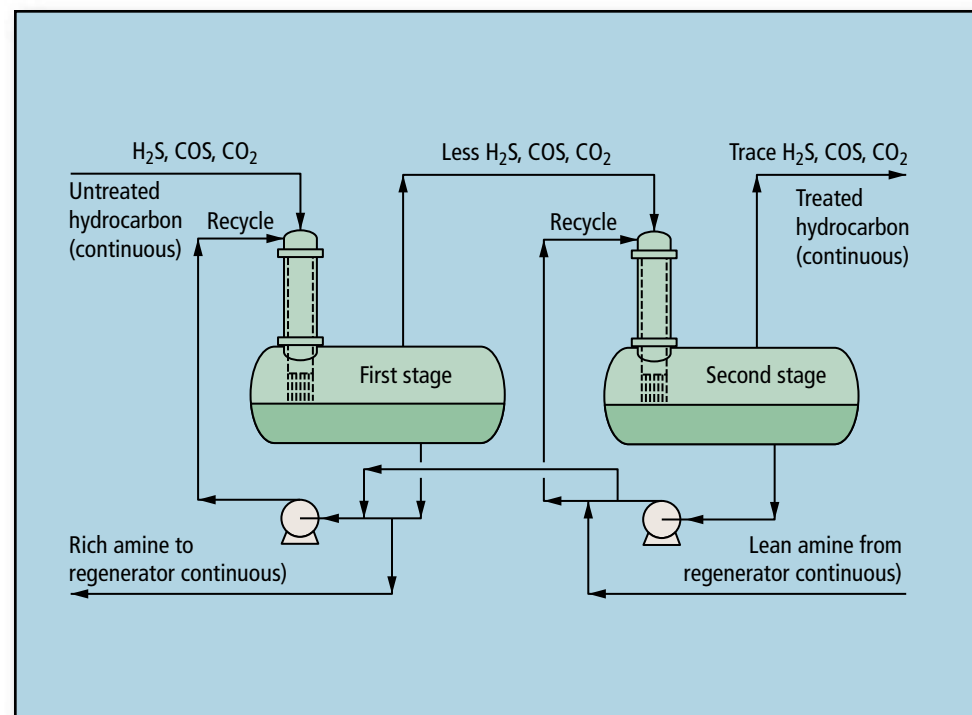 H₂S, COS, CO₂
Untreated
hydrocarbon
(continuous)
Recycle
Less H₂S, COS, CO₂
Recycle
Trace H₂S, COS, CO₂
Treated
hydrocarbon
(continuous)
First stage
Second stage
Rich amine to
regenerator continuous)
Lean amine from
regenerator continuous)